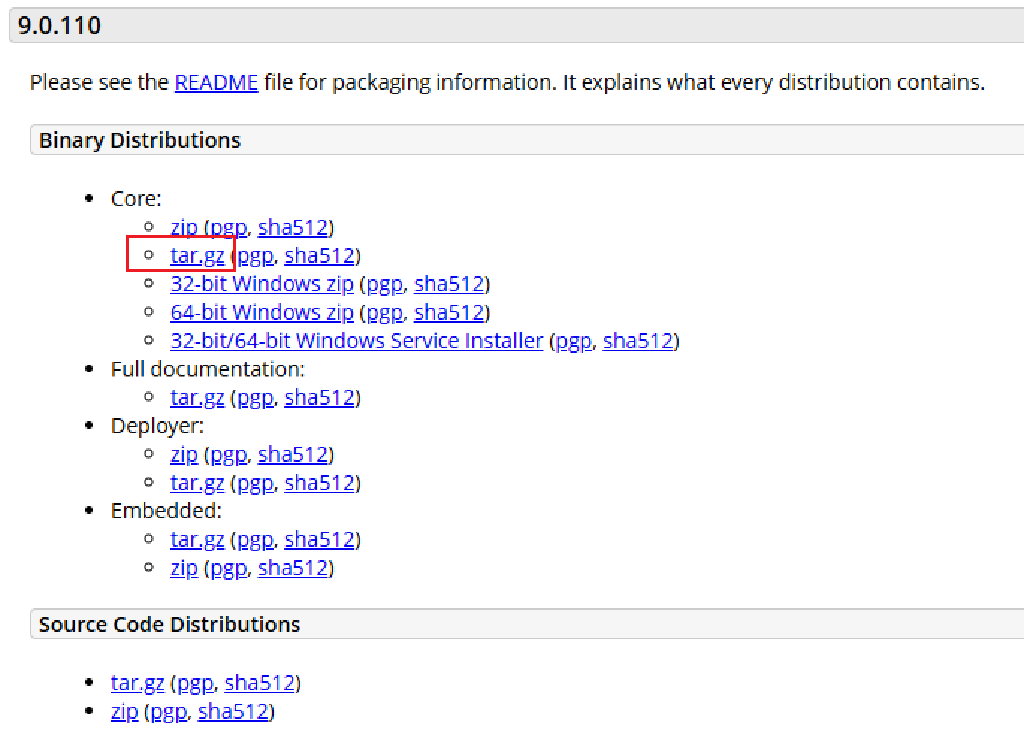 9.0.110
Please see the README file for packaging information. It explains what every distribution contains.
Binary Distributions
Core:
zip (pgp, sha512)
tar.gz (pgp, sha512)
32-bit Windows zip (pgp, sha512)
64-bit Windows zip (pgp, sha512)
32-bit/64-bit Windows Service Installer (pgp, sha512)
Full documentation:
tar.gz (pgp, sha512)
Deployer:
zip (pgp, sha512)
tar.gz (pgp, sha512)
Embedded:
tar.gz (pgp, sha512)
zip (pgp, sha512)
Source Code Distributions
tar.gz (pgp, sha512)
zip (pgp, sha512)